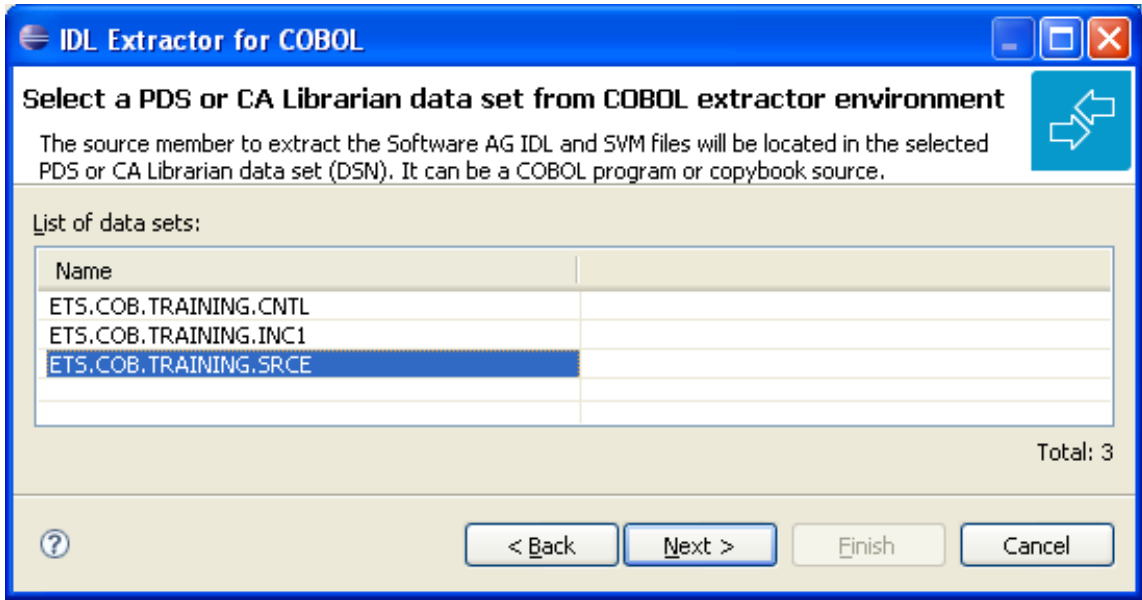 IDL Extractor for COBOL
Select a PDS or CA Librarian data set from COBOL extractor environment
The source member to extract the Software AG IDL and SVM files will be located in the selected
PDS or CA Librarian data set (DSN). It can be a COBOL program or copybook source.
List of data sets:
Name
ETS.COB.TRAINING.CNTL
ETS.COB.TRAINING.INC1
ETS.COB.TRAINING.SRCE
Total: 3
? < Back Next > Finish Cancel